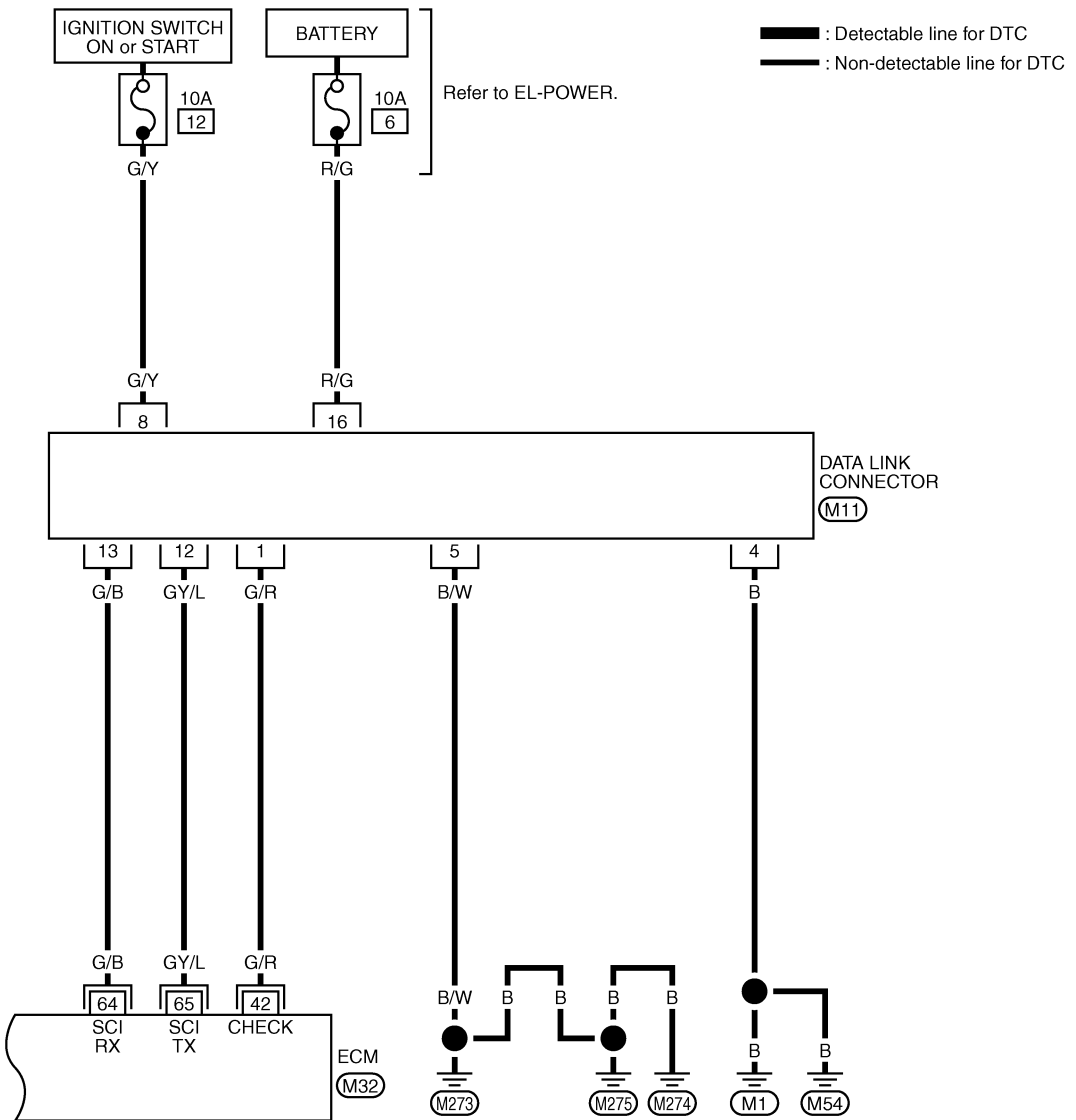 IGNITION SWITCH
ON or START
BATTERY
: Detectable line for DTC
: Non-detectable line for DTC
10A
12
10A
6
Refer to EL-POWER.
G/Y
R/G
G/Y
R/G
8
16
DATA LINK
CONNECTOR
M11
13
12
1
5
4
G/B
GY/L
G/R
B/W
B
G/B
GY/L
G/R
64
65
42
SCI
RX
SCI
TX
CHECK
B/W
B
B
B
B
B
B
ECM
M32
M273
M275
M274
M1
M54